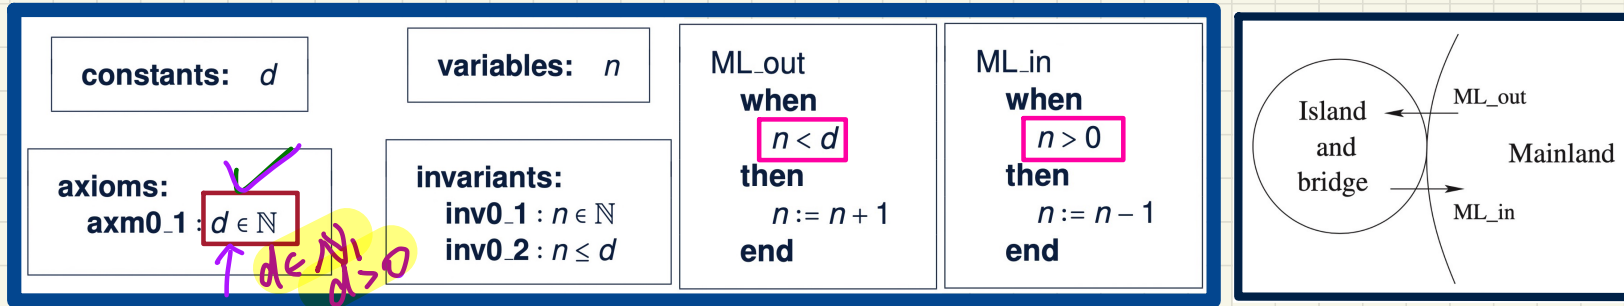 constants: d
variables: n
axioms:
axm0_1 : d ∈ ℕ
d ∈ ℕ,
d > 0
invariants:
inv0_1 : n ∈ ℕ
inv0_2 : n ≤ d
ML_out
when
n < d
then
n := n + 1
end
ML_in
when
n > 0
then
n := n − 1
end
Island
and
bridge
ML_out
Mainland
ML_in